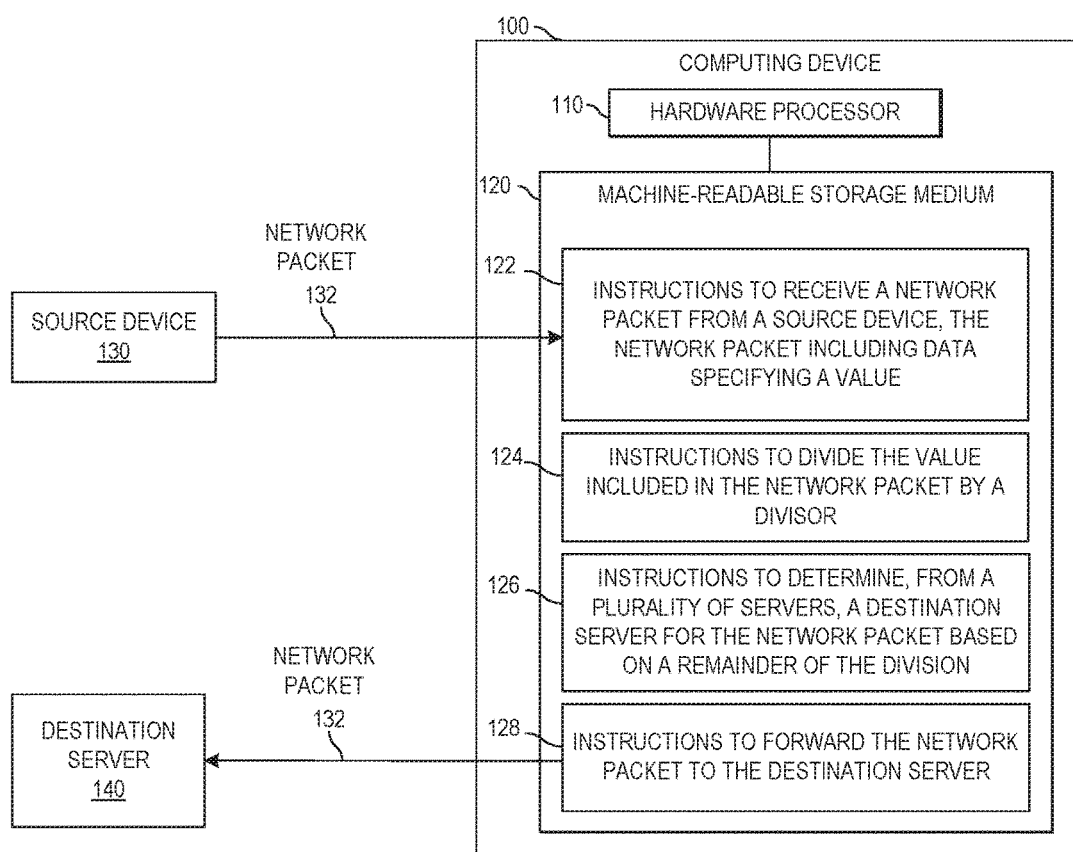 100
COMPUTING DEVICE
110
HARDWARE PROCESSOR
120
MACHINE-READABLE STORAGE MEDIUM
NETWORK
PACKET
132
122
INSTRUCTIONS TO RECEIVE A NETWORK
PACKET FROM A SOURCE DEVICE, THE
NETWORK PACKET INCLUDING DATA
SPECIFYING A VALUE
SOURCE DEVICE
130
124
INSTRUCTIONS TO DIVIDE THE VALUE
INCLUDED IN THE NETWORK PACKET BY A
DIVISOR
126
INSTRUCTIONS TO DETERMINE, FROM A
PLURALITY OF SERVERS, A DESTINATION
SERVER FOR THE NETWORK PACKET BASED
ON A REMAINDER OF THE DIVISION
NETWORK
PACKET
132
128
INSTRUCTIONS TO FORWARD THE NETWORK
PACKET TO THE DESTINATION SERVER
DESTINATION
SERVER
140